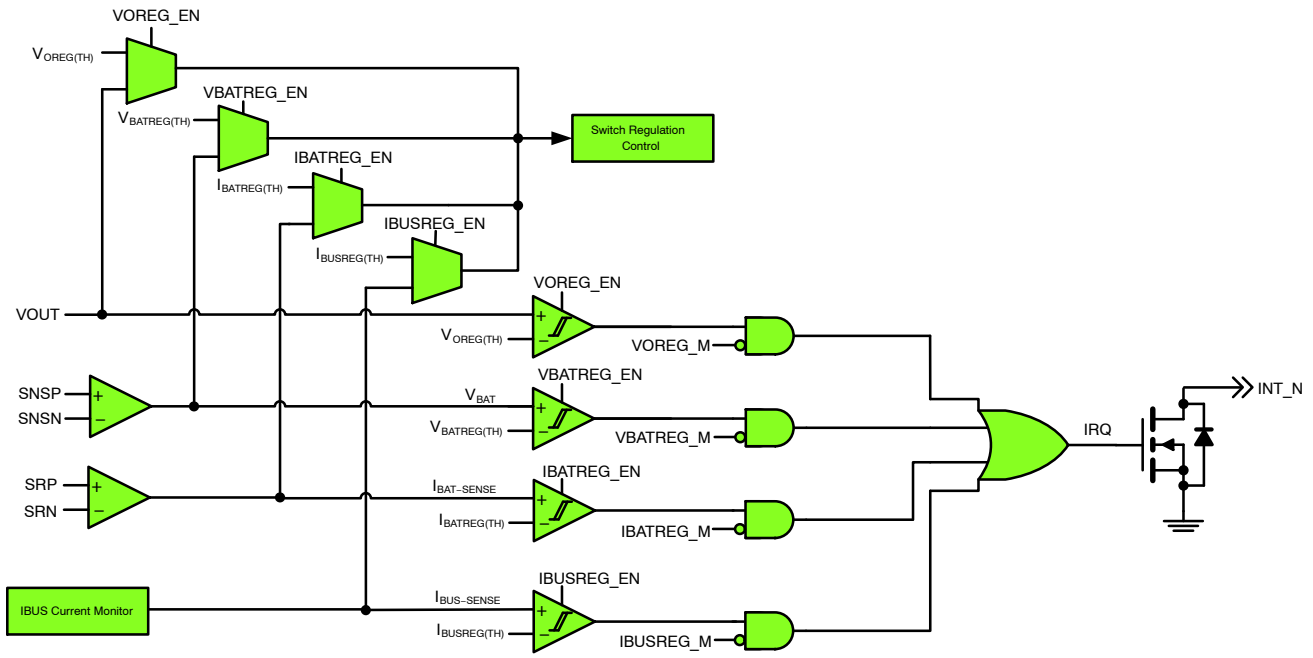 VOREG_EN
VOREG(TH)
VBATREG_EN
VBATREG(TH)
Switch Regulation
Control
IBATREG_EN
IBATREG(TH)
IBUSREG_EN
IBUSREG(TH)
VOREG_EN
VOUT
+
VOREG(TH)
−
VOREG_M
VBATREG_EN
SNSP
+
SNSN
−
VBAT
+
VBATREG(TH)
−
VBATREG_M
INT_N
IRQ
IBATREG_EN
SRP
+
SRN
−
IBAT−SENSE
+
IBATREG(TH)
−
IBATREG_M
IBUSREG_EN
IBUS Current Monitor
IBUS−SENSE
+
IBUSREG(TH)
−
IBUSREG_M